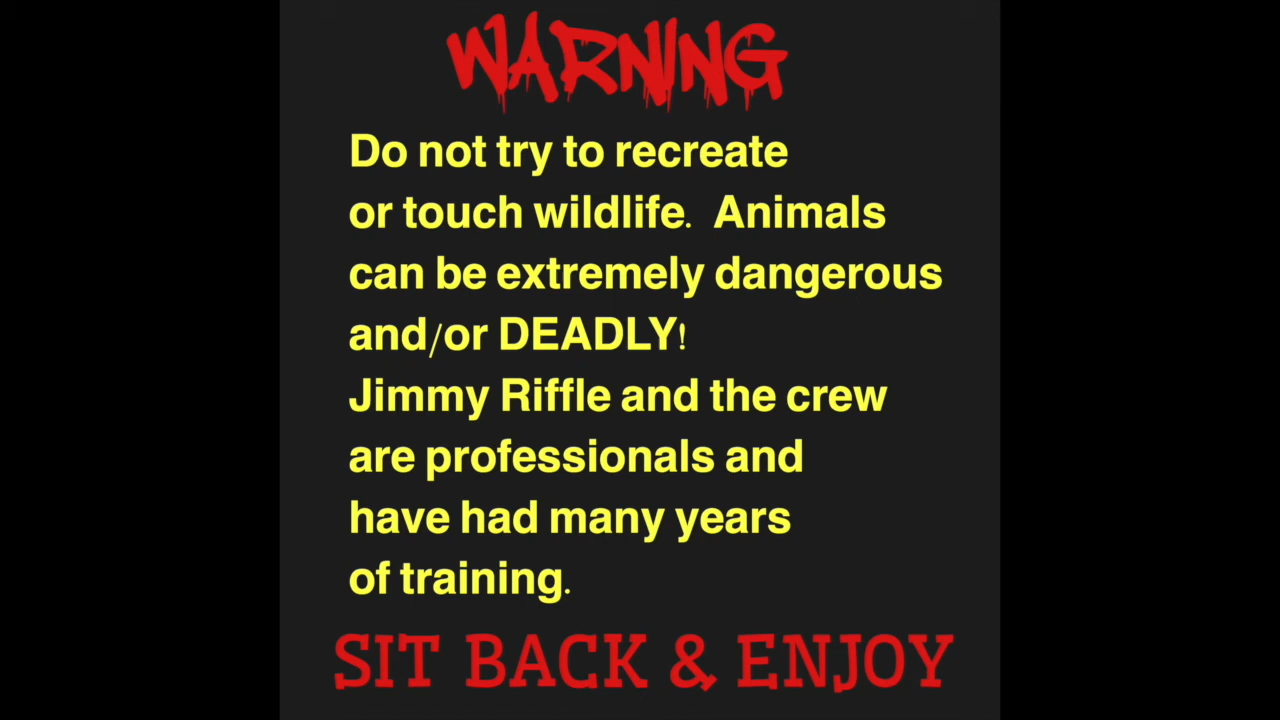 WARNING
Do not try to recreate
or touch wildlife.  Animals
can be extremely dangerous
and/or DEADLY!
Jimmy Riffle and the crew
are professionals and
have had many years
of training.
SIT BACK & ENJOY